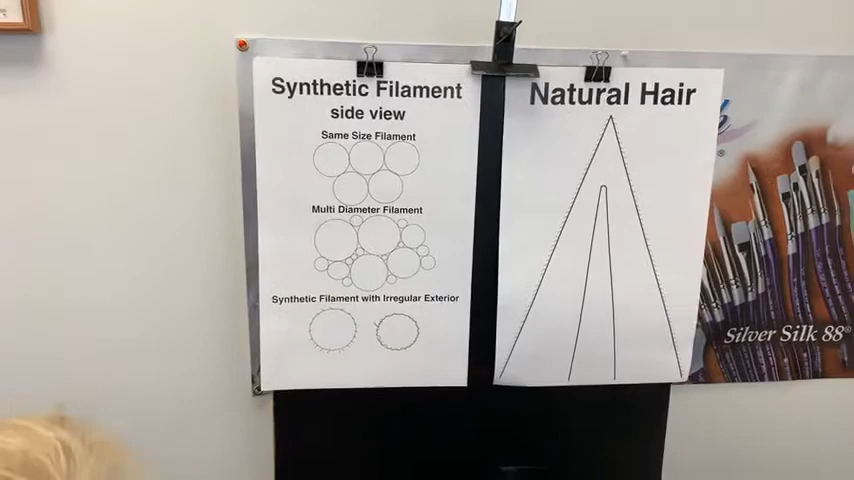 Synthetic Filament
side view
Same Size Filament
Multi Diameter Filament
Synthetic Filament with Irregular Exterior
Natural Hair
Silver Silk 88®